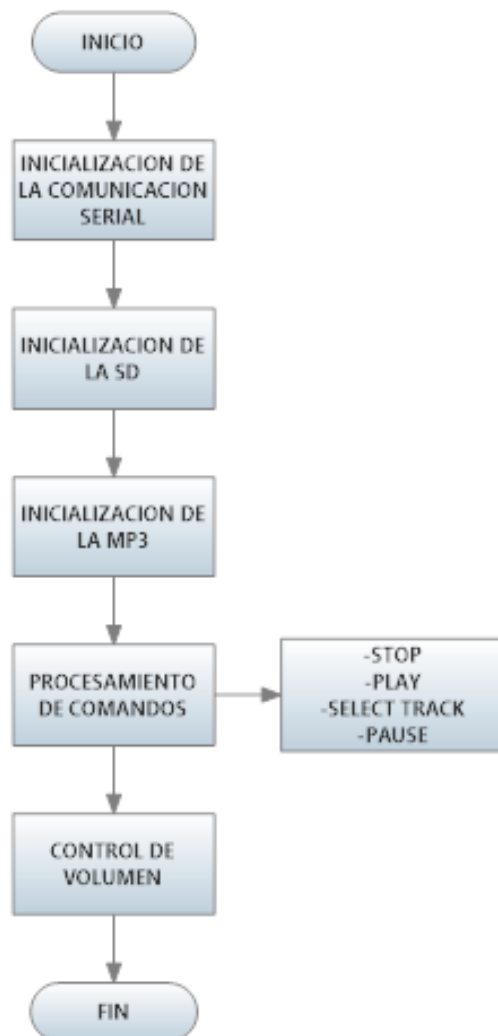 INICIO
INICIALIZACION DE
LA COMUNICACION
SERIAL
INICIALIZACION DE
LA SD
INICIALIZACION DE
LA MP3
PROCESAMIENTO
DE COMANDOS
-STOP
-PLAY
-SELECT TRACK
-PAUSE
CONTROL DE
VOLUMEN
FIN